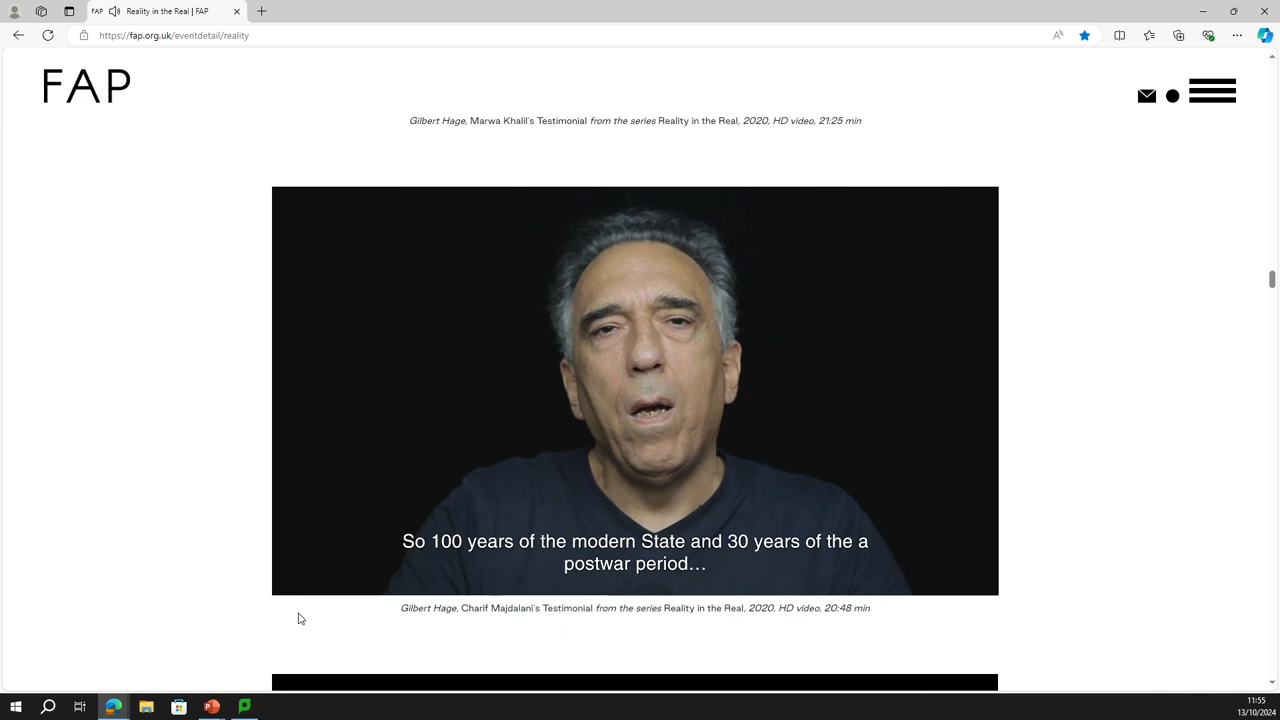 Reality in the Real | FAP
https://fap.org.uk/eventdetail/reality
FAP
Gilbert Hage, Marwa Khalil's Testimonial from the series Reality in the Real, 2020, HD video, 21:25 min
So 100 years of the modern State and 30 years of the a
postwar period...
Gilbert Hage, Charif Majdalani's Testimonial from the series Reality in the Real, 2020, HD video, 20:48 min
11:55
13/10/2024